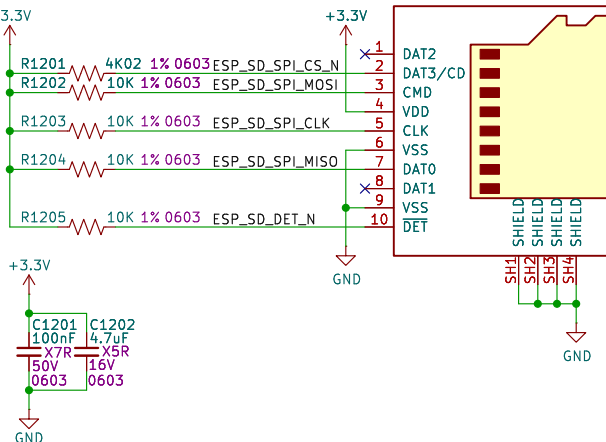 3.3V
+3.3V
R1201 4K02 1% 0603 ESP_SD_SPI_CS_N
R1202 10K 1% 0603 ESP_SD_SPI_MOSI
R1203 10K 1% 0603 ESP_SD_SPI_CLK
R1204 10K 1% 0603 ESP_SD_SPI_MISO
R1205 10K 1% 0603 ESP_SD_DET_N
1 DAT2
2 DAT3/CD
3 CMD
4 VDD
5 CLK
6 VSS
7 DAT0
8 DAT1
9 VSS
10 DET
SHIELD
SHIELD
SHIELD
SHIELD
SH1
SH2
SH3
SH4
GND
GND
+3.3V
C1201
100nF
X7R
50V
0603
C1202
4.7uF
X5R
16V
0603
GND